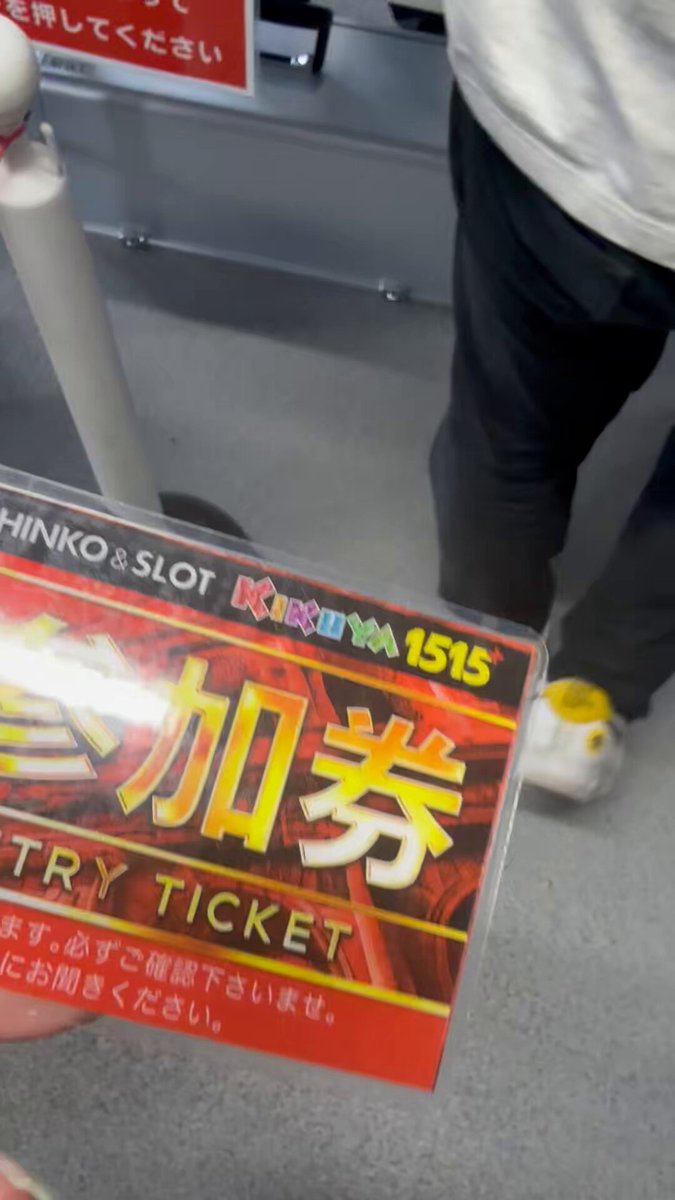 を押してください
HINKO & SLOT KIKUYA 1515
参加券
TRY TICKET
ます。必ずご確認下さいませ。
にお聞きください。